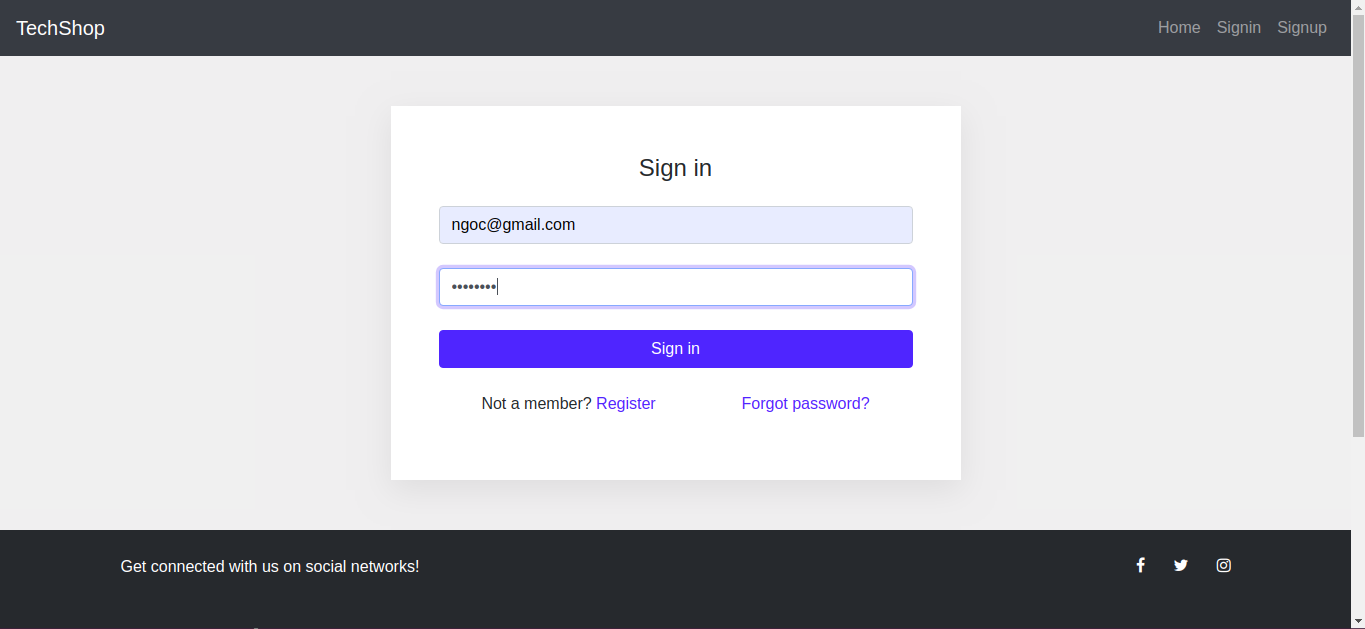 TechShop
Home Signin Signup
Sign in
ngoc@gmail.com
••••••••
Sign in
Not a member? Register Forgot password?
Get connected with us on social networks!